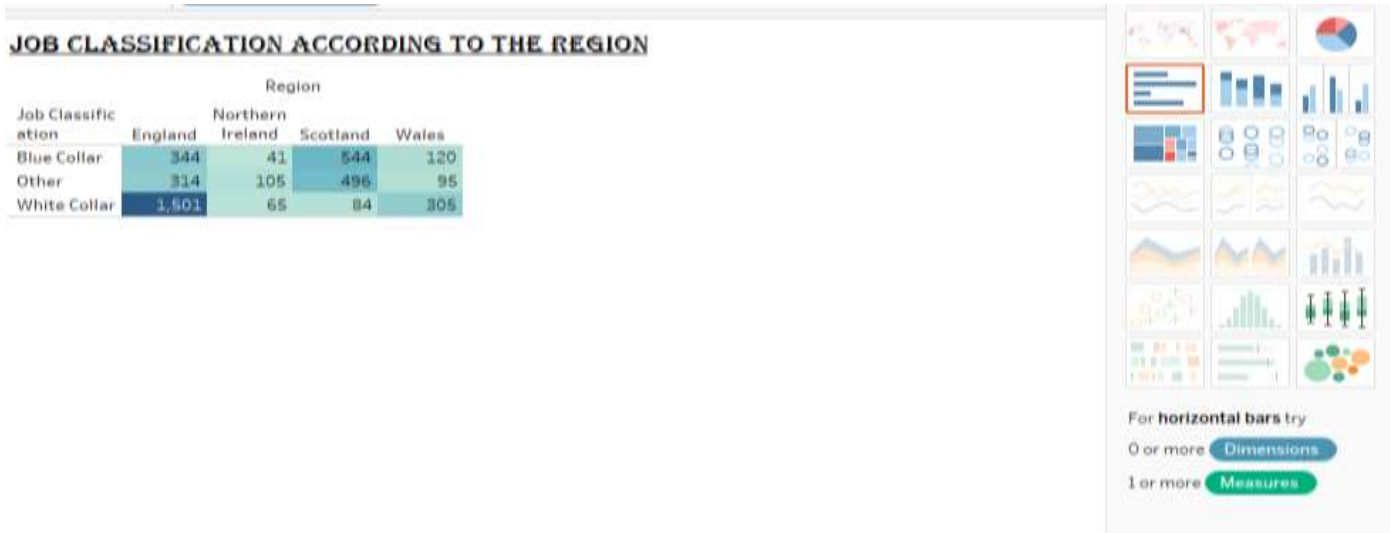 JOB CLASSIFICATION ACCORDING TO THE REGION
Region
Job Classific
ation England Northern
Ireland Scotland Wales
Blue Collar 344 41 544 120
Other 314 105 496 95
White Collar 1,501 65 84 305
For horizontal bars try
0 or more Dimensions
1 or more Measures